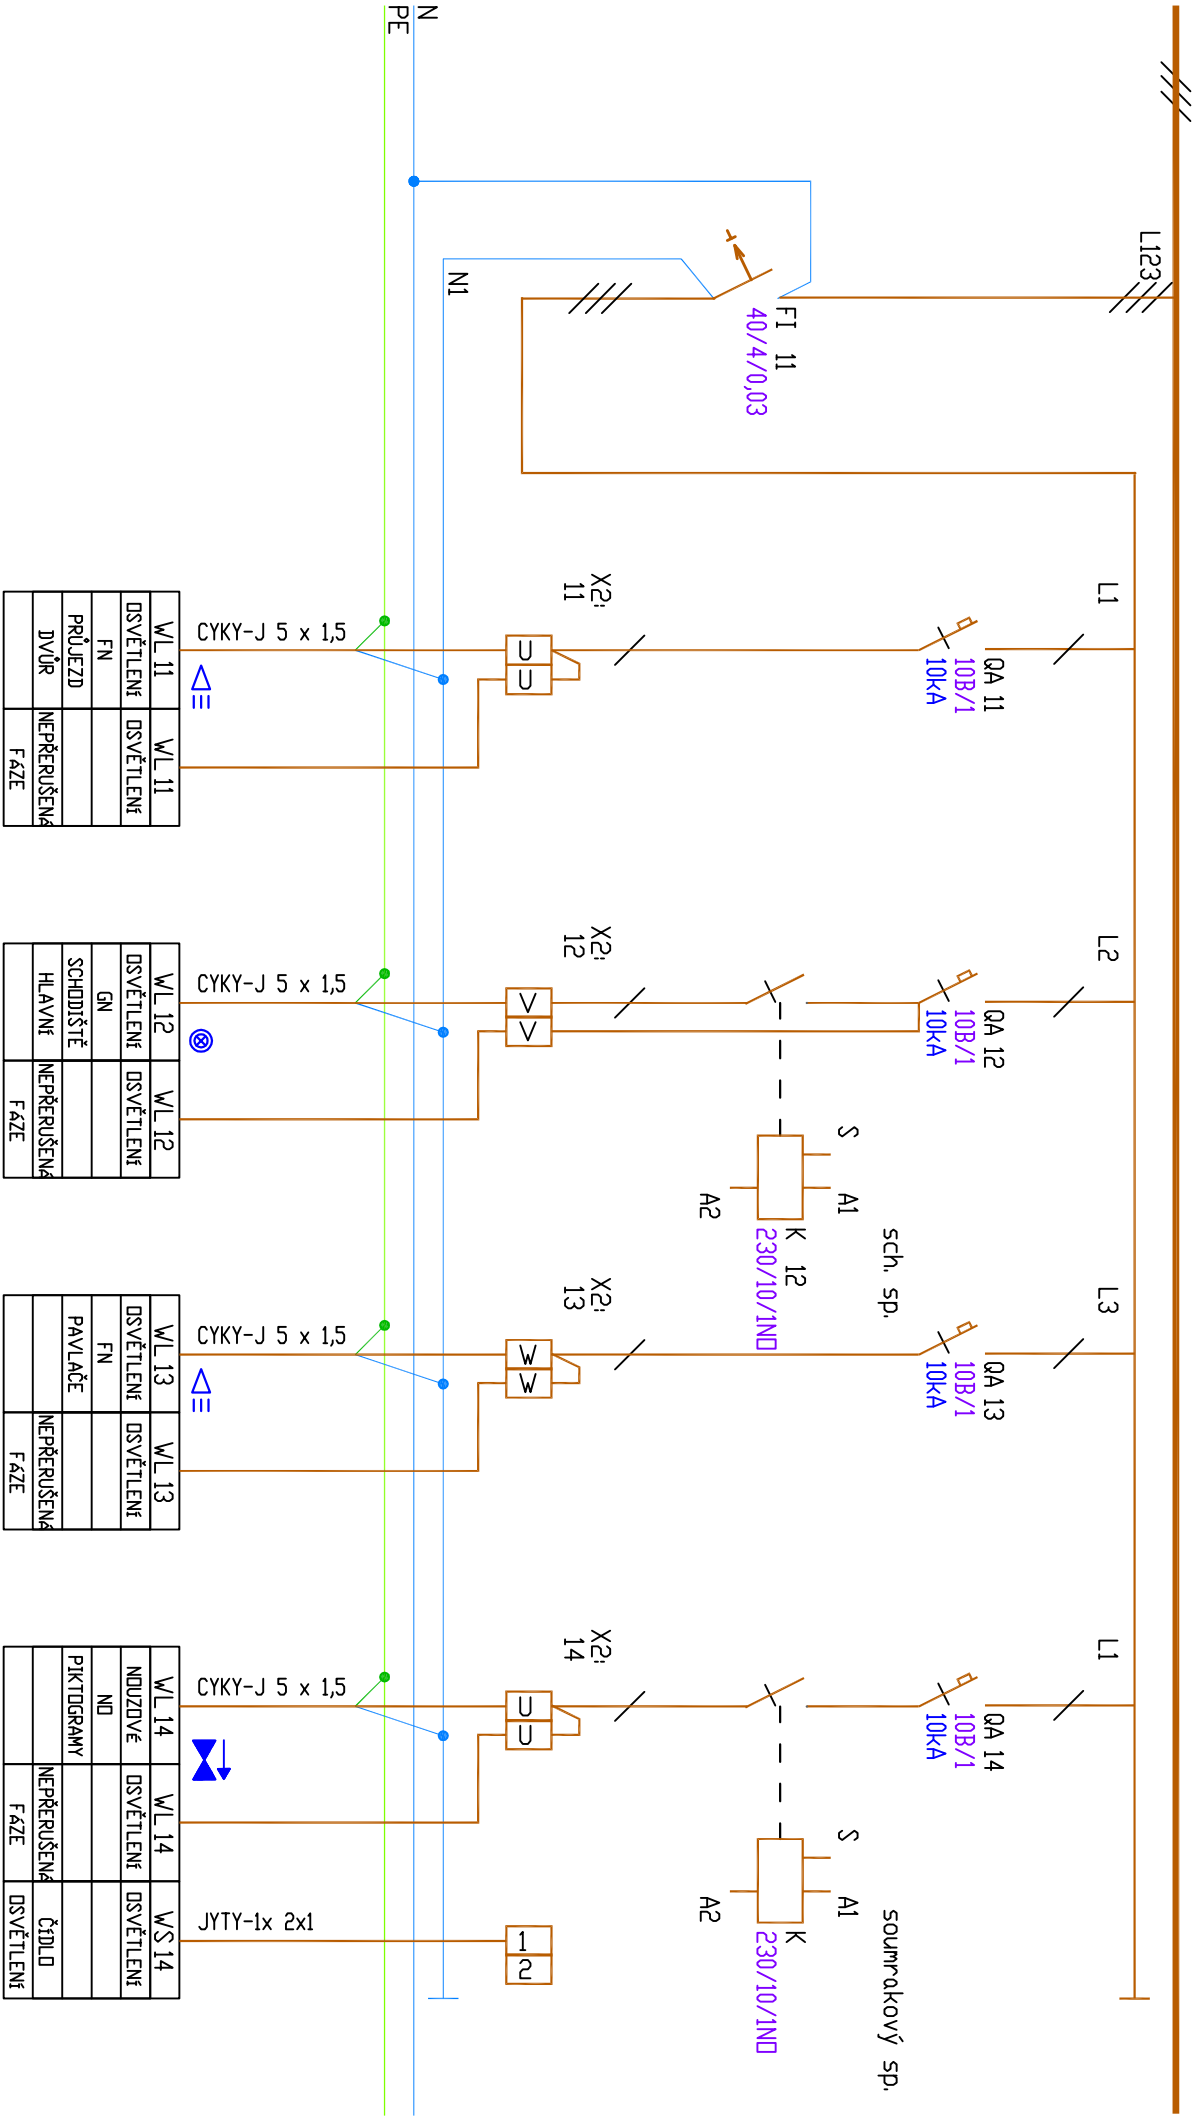 L123
FI 11
40/4/0,03
N1
N
PE
L1
QA 11
10B/1
10kA
X2:
11
U U
CYKY-J 5 x 1,5
WL 11
OSVĚTLENÍ
FN
PRŮJEZD
DVŮR
WL 11
OSVĚTLENÍ
NEPŘERUŠENÁ
FÁZE
L2
QA 12
10B/1
10kA
S
A1
sch. sp.
K 12
230/10/1NO
A2
X2:
12
V V
CYKY-J 5 x 1,5
WL 12
OSVĚTLENÍ
GN
SCHODIŠTĚ
HLAVNÍ
WL 12
OSVĚTLENÍ
NEPŘERUŠENÁ
FÁZE
L3
QA 13
10B/1
10kA
X2:
13
W W
CYKY-J 5 x 1,5
WL 13
OSVĚTLENÍ
FN
PAVLAČE
WL 13
OSVĚTLENÍ
NEPŘERUŠENÁ
FÁZE
L1
QA 14
10B/1
10kA
S
A1
soumrakový sp.
K
230/10/1NO
A2
X2:
14
U U
1 2
CYKY-J 5 x 1,5
JYTY-1x 2x1
WL 14
NOUZOVÉ
NO
PIKTOGRAMY
WL 14
OSVĚTLENÍ
NEPŘERUŠENÁ
FÁZE
WS 14
OSVĚTLENÍ
ČIDLO
OSVĚTLENÍ